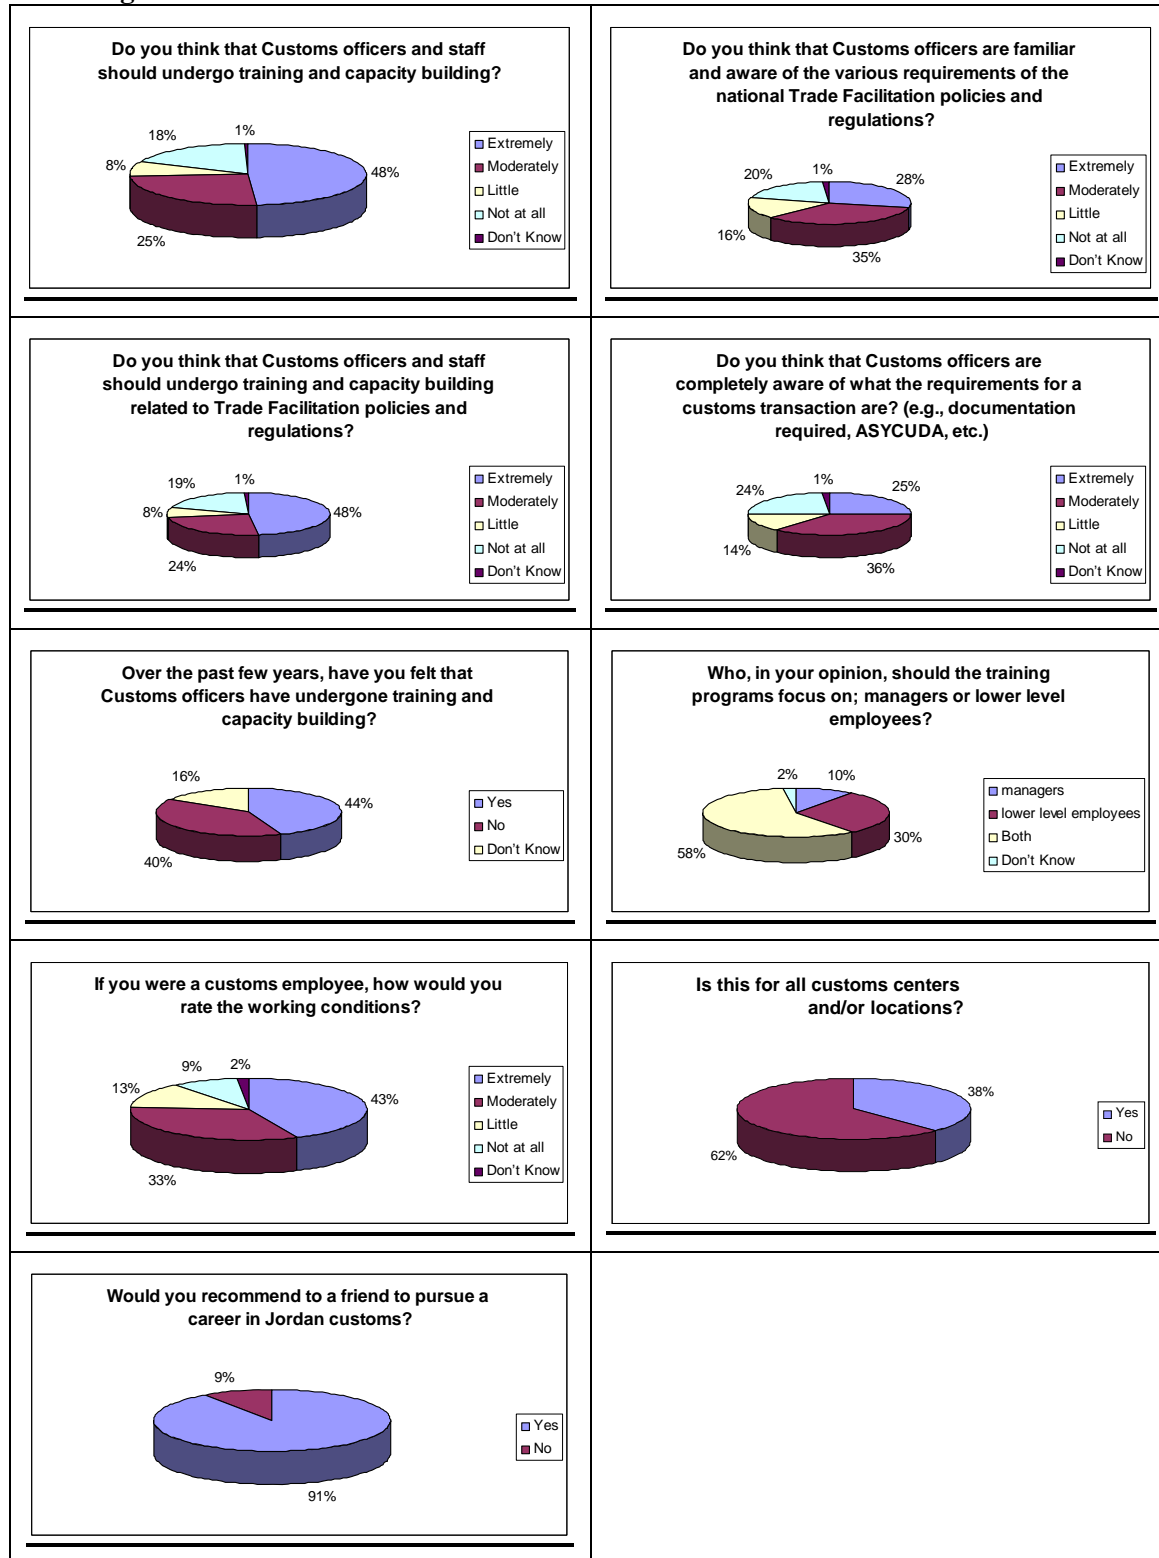 Do you think that Customs officers and staff
should undergo training and capacity building?
18%
1%
8%
48%
25%
Extremely
Moderately
Little
Not at all
Don't Know
Do you think that Customs officers are familiar
and aware of the various requirements of the
national Trade Facilitation policies and
regulations?
20%
1%
28%
16%
35%
Extremely
Moderately
Little
Not at all
Don't Know
Do you think that Customs officers and staff
should undergo training and capacity building
related to Trade Facilitation policies and
regulations?
19%
1%
8%
48%
24%
Extremely
Moderately
Little
Not at all
Don't Know
Do you think that Customs officers are
completely aware of what the requirements for a
customs transaction are? (e.g., documentation
required, ASYCUDA, etc.)
24%
1%
25%
14%
36%
Extremely
Moderately
Little
Not at all
Don't Know
Over the past few years, have you felt that
Customs officers have undergone training and
capacity building?
16%
44%
40%
Yes
No
Don't Know
Who, in your opinion, should the training
programs focus on; managers or lower level
employees?
2%
10%
30%
58%
managers
lower level employees
Both
Don't Know
If you were a customs employee, how would you
rate the working conditions?
9%
2%
13%
43%
33%
Extremely
Moderately
Little
Not at all
Don't Know
Is this for all customs centers
and/or locations?
38%
62%
Yes
No
Would you recommend to a friend to pursue a
career in Jordan customs?
9%
91%
Yes
No